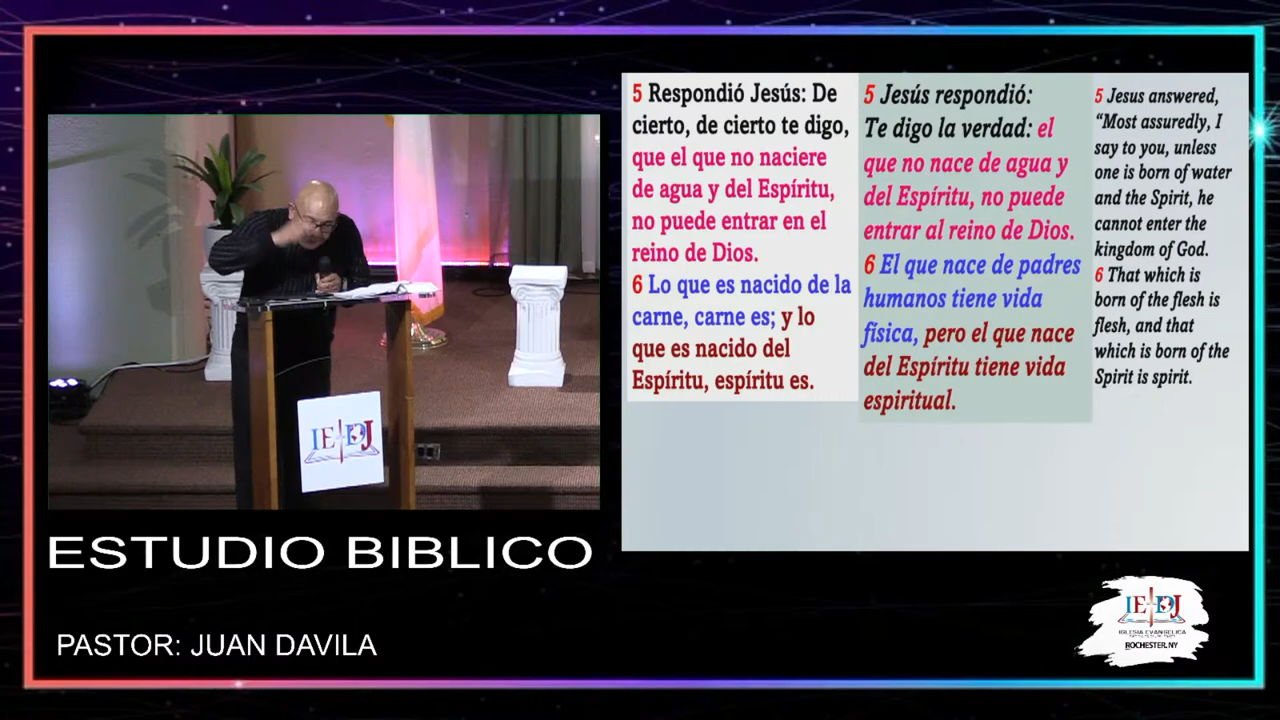 5 Respondió Jesús: De
cierto, de cierto te digo,
que el que no naciere
de agua y del Espíritu,
no puede entrar en el
reino de Dios.
6 Lo que es nacido de la
carne, carne es; y lo
que es nacido del
Espíritu, espíritu es.
5 Jesús respondió:
Te digo la verdad: el
que no nace de agua y
del Espíritu, no puede
entrar al reino de Dios.
6 El que nace de padres
humanos tiene vida
física, pero el que nace
del Espíritu tiene vida
espiritual.
5 Jesus answered,
“Most assuredly, I
say to you, unless
one is born of water
and the Spirit, he
cannot enter the
kingdom of God.
6 That which is
born of the flesh is
flesh, and that
which is born of the
Spirit is spirit.
IE DJ
ESTUDIO BIBLICO
PASTOR: JUAN DAVILA
IE DJ
IGLESIA EVANGELICA
ROCHESTER.NY